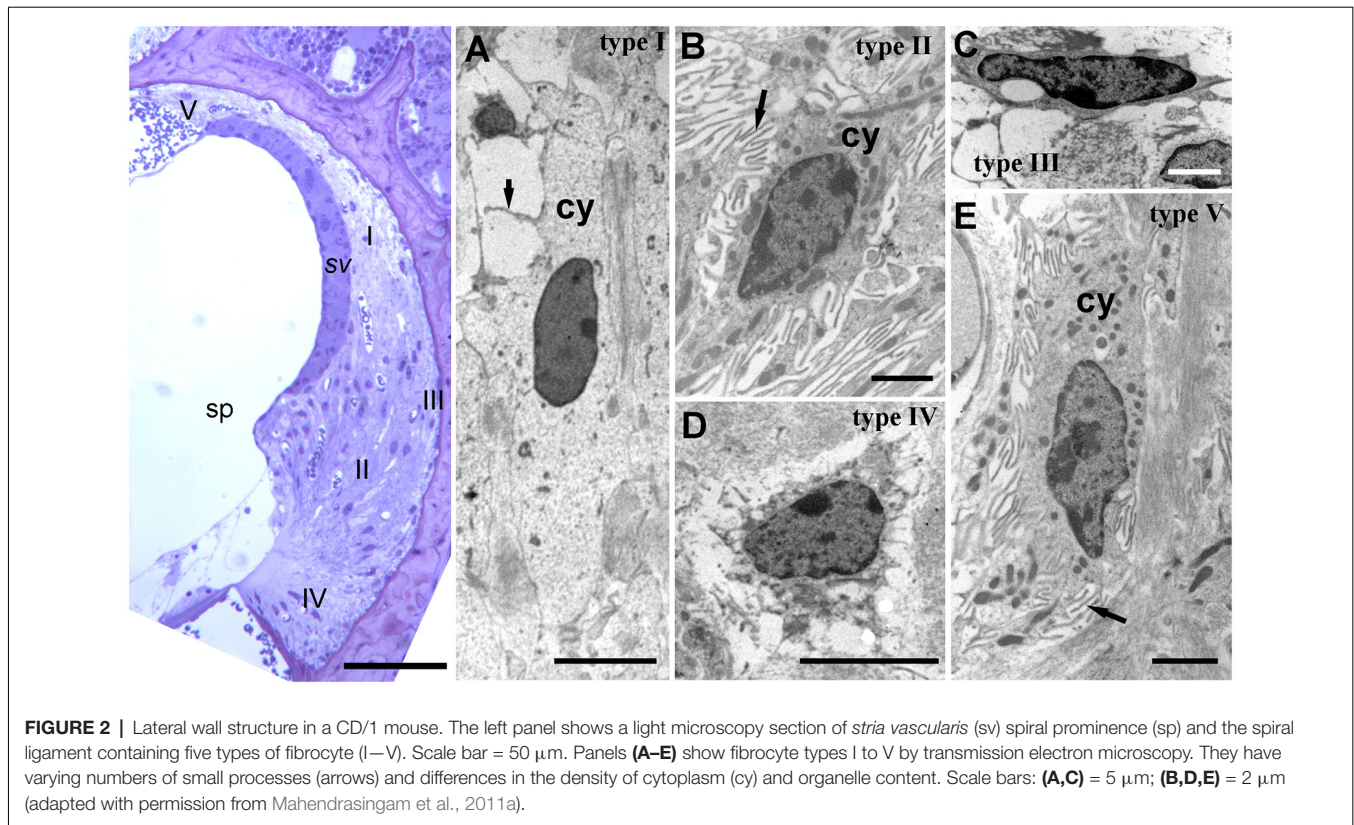 V
I
sv
III
sp
II
IV
A
type I
cy
B
type II
cy
C
type III
D
type IV
E
type V
cy
FIGURE 2 | Lateral wall structure in a CD/1 mouse. The left panel shows a light microscopy section of stria vascularis (sv) spiral prominence (sp) and the spiral
ligament containing five types of fibrocyte (I—V). Scale bar = 50 μm. Panels (A–E) show fibrocyte types I to V by transmission electron microscopy. They have
varying numbers of small processes (arrows) and differences in the density of cytoplasm (cy) and organelle content. Scale bars: (A,C) = 5 μm; (B,D,E) = 2 μm
(adapted with permission from Mahendrasingam et al., 2011a).